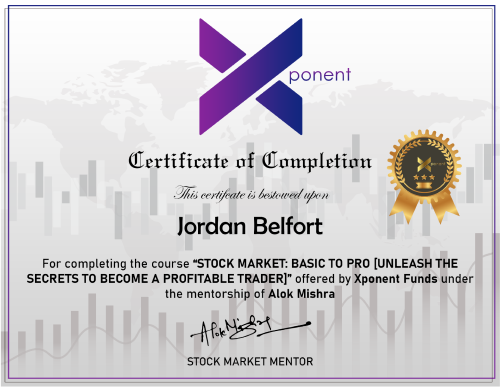 Xponent
Certificate of Completion
This certifcate is bestowed upon
Jordan Belfort
For completing the course “STOCK MARKET: BASIC TO PRO [UNLEASH THE
SECRETS TO BECOME A PROFITABLE TRADER]” offered by Xponent Funds under
the mentorship of Alok Mishra
Alok Mishra
STOCK MARKET MENTOR